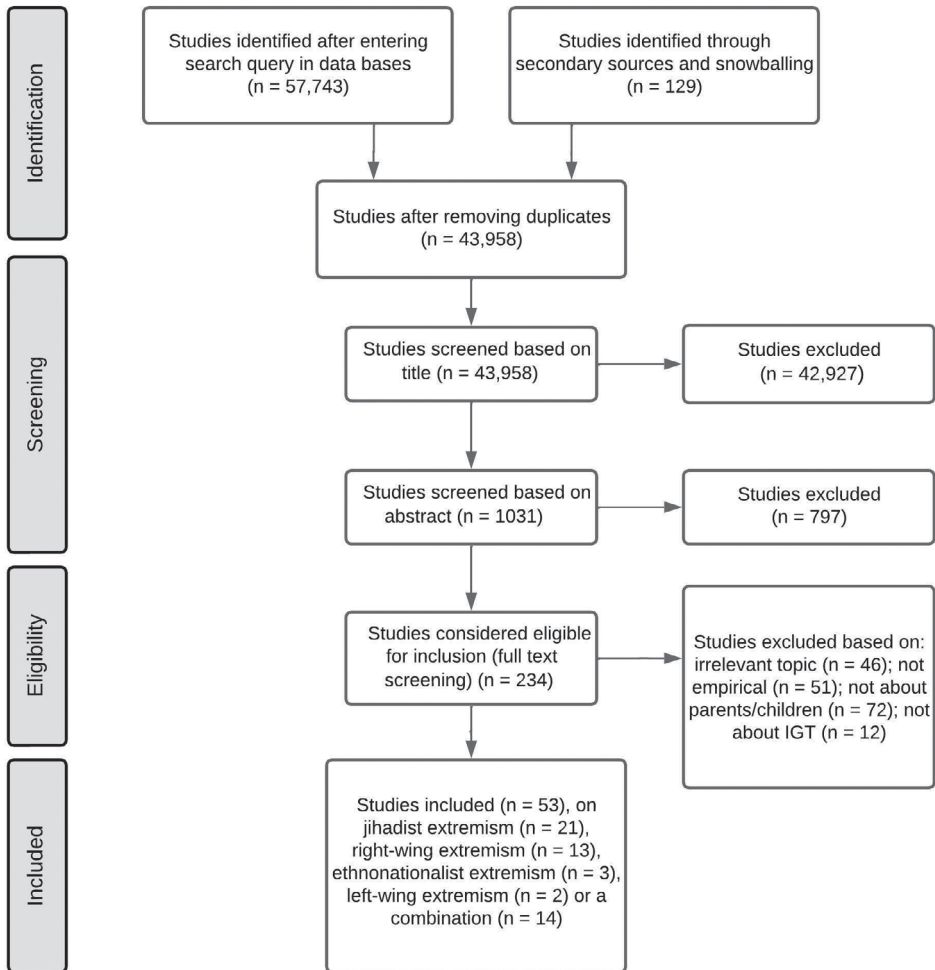 Identification
Studies identified after entering
search query in data bases
(n = 57,743)
Studies identified through
secondary sources and snowballing
(n = 129)
Studies after removing duplicates
(n = 43,958)
Screening
Studies screened based on
title (n = 43,958)
Studies excluded
(n = 42,927)
Studies screened based on
abstract (n = 1031)
Studies excluded
(n = 797)
Eligibility
Studies considered eligible
for inclusion (full text
screening) (n = 234)
Studies excluded based on:
irrelevant topic (n = 46); not
empirical (n = 51); not about
parents/children (n = 72); not
about IGT (n = 12)
Included
Studies included (n = 53), on
jihadist extremism (n = 21),
right-wing extremism (n = 13),
ethnonationalist extremism (n = 3),
left-wing extremism (n = 2) or a
combination (n = 14)